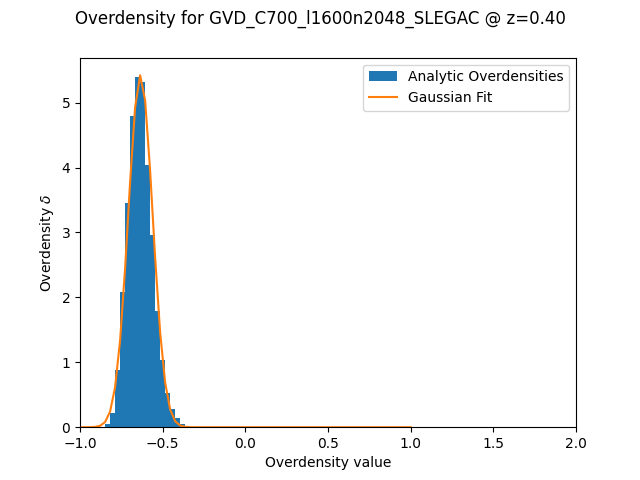 Overdensity for GVD_C700_l1600n2048_SLEGAC @ z=0.40
Analytic Overdensities
Gaussian Fit
Overdensity δ
5
4
3
2
1
0
−1.0 −0.5 0.0 0.5 1.0 1.5 2.0
Overdensity value